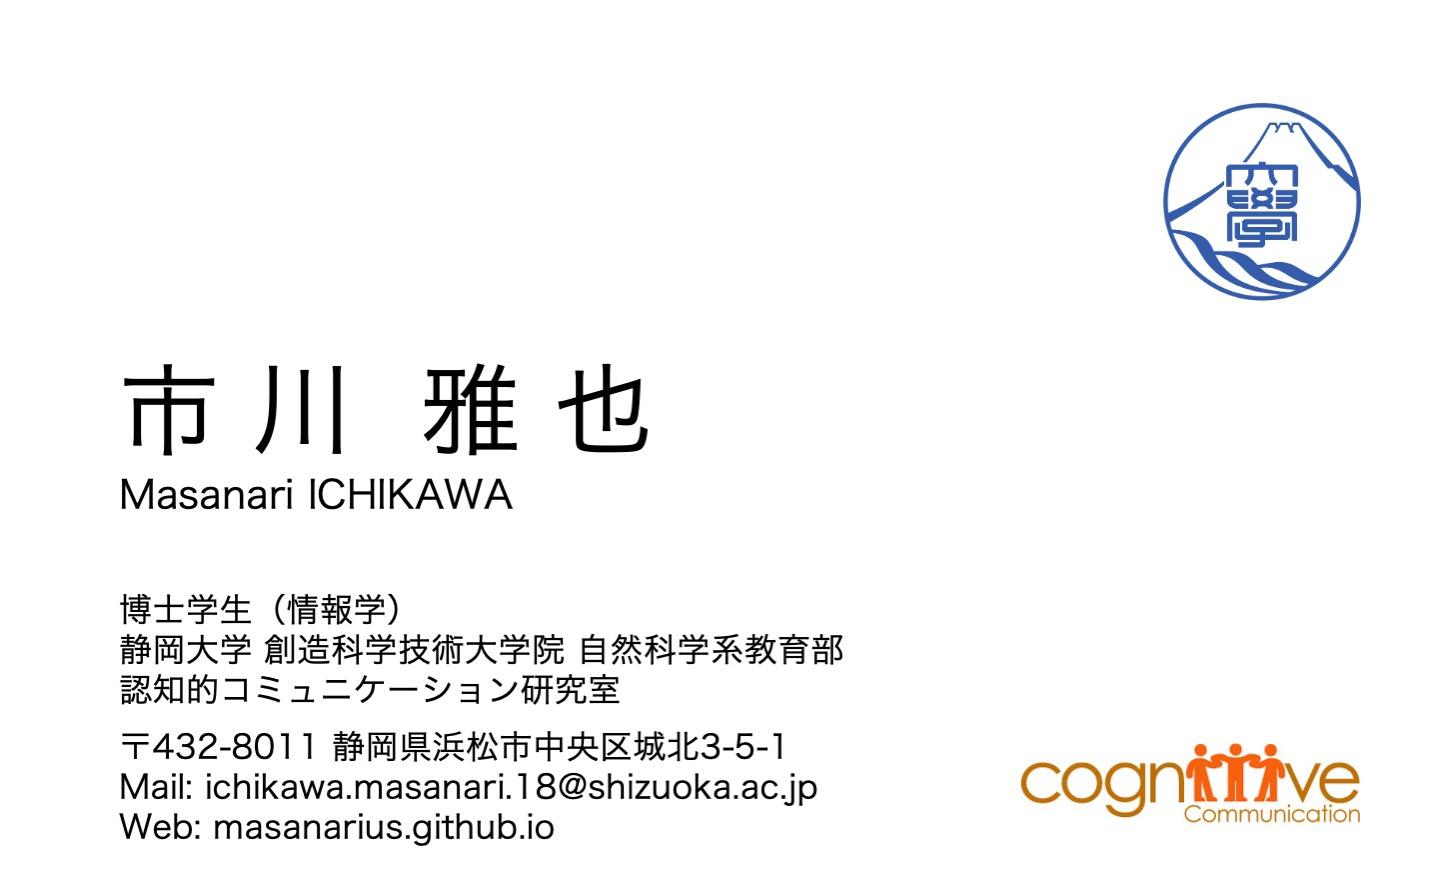 大學
市川 雅也
Masanari ICHIKAWA
博士学生（情報学）
静岡大学 創造科学技術大学院 自然科学系教育部
認知的コミュニケーション研究室
〒432-8011 静岡県浜松市中央区城北3-5-1
Mail: ichikawa.masanari.18@shizuoka.ac.jp
Web: masanarius.github.io
cognitive
Communication